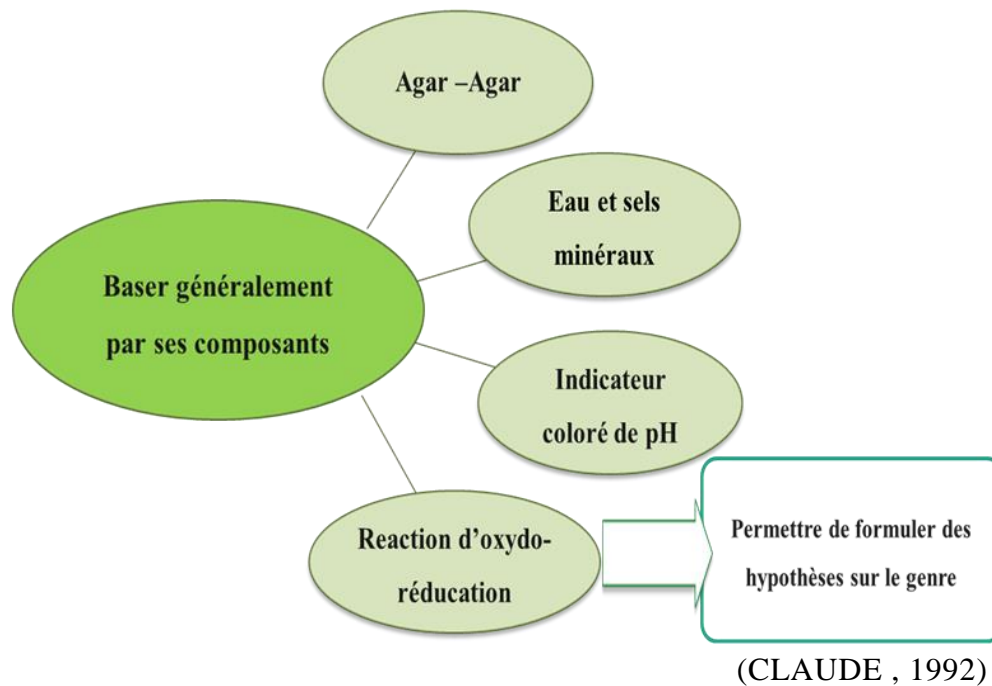 Agar –Agar
Eau et sels
minéraux
Baser généralement
par ses composants
Indicateur
coloré de pH
Reaction d'oxydo-
réducation
Permettre de formuler des
hypothèses sur le genre
(CLAUDE , 1992)